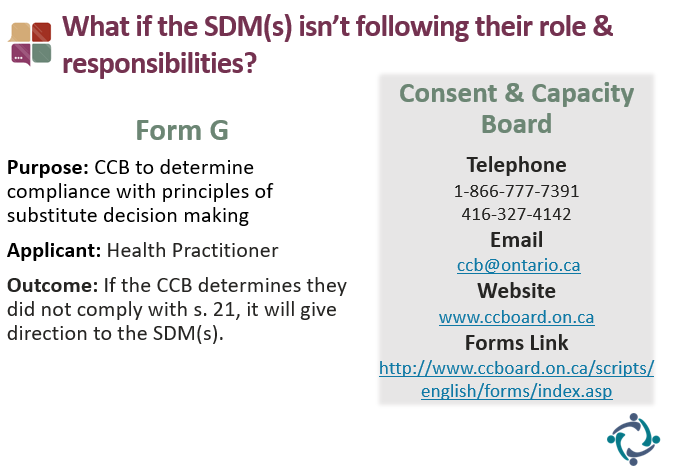 What if the SDM(s) isn’t following their role &
responsibilities?
Form G
Purpose: CCB to determine
compliance with principles of
substitute decision making
Applicant: Health Practitioner
Outcome: If the CCB determines they
did not comply with s. 21, it will give
direction to the SDM(s).
Consent & Capacity
Board
Telephone
1-866-777-7391
416-327-4142
Email
ccb@ontario.ca
Website
www.ccboard.on.ca
Forms Link
http://www.ccboard.on.ca/scripts/
english/forms/index.asp